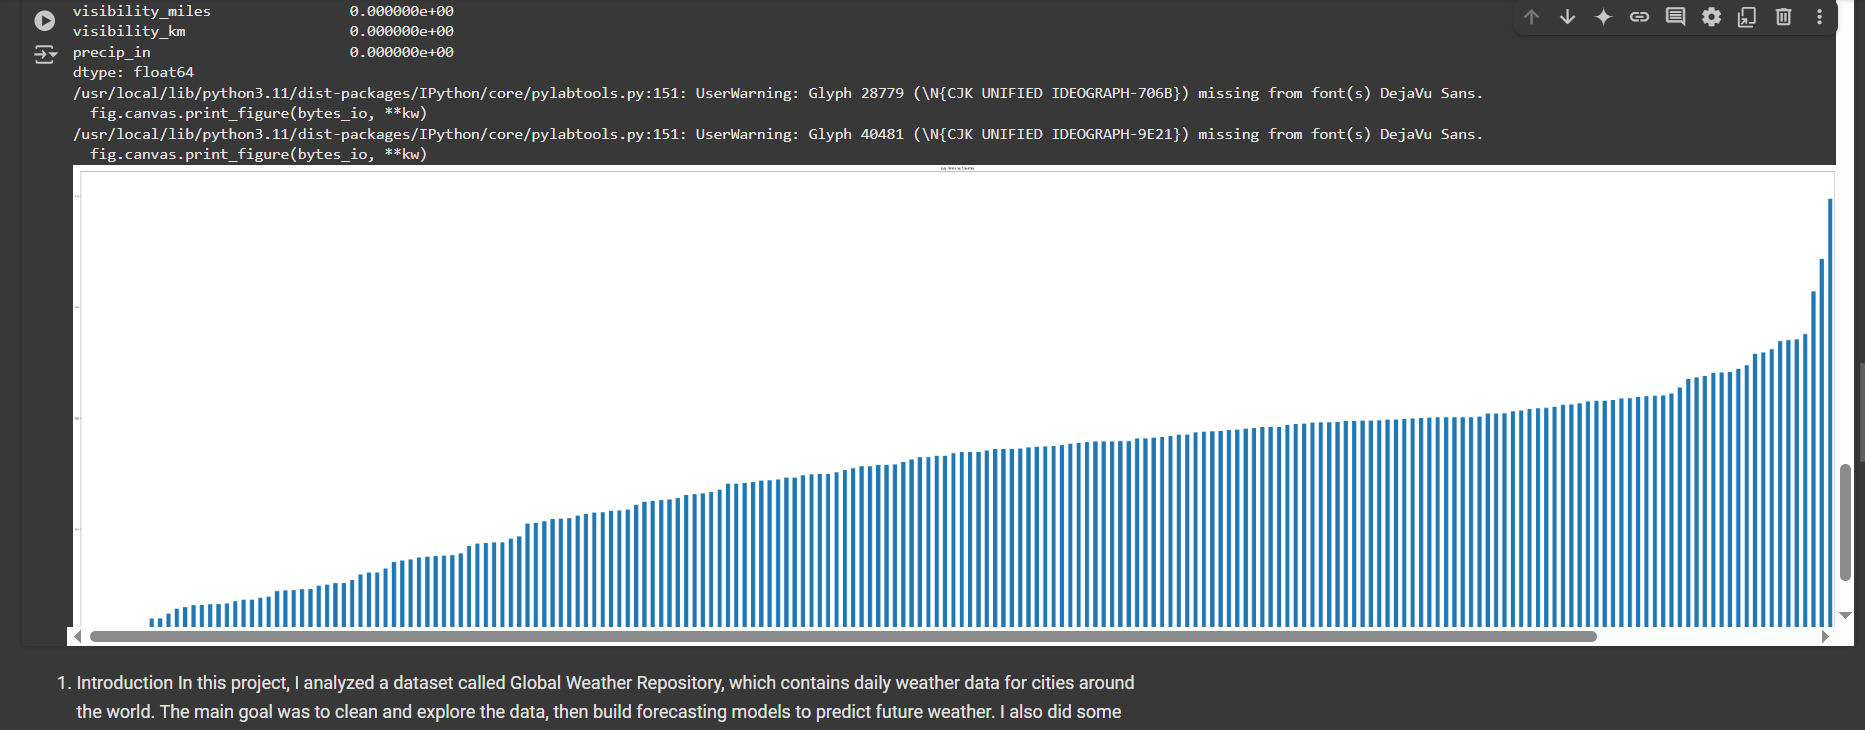 visibility_miles 0.000000e+00
visibility_km 0.000000e+00
precip_in 0.000000e+00
dtype: float64
/usr/local/lib/python3.11/dist-packages/IPython/core/pylabtools.py:151: UserWarning: Glyph 28779 (\N{CJK UNIFIED IDEOGRAPH-706B}) missing from font(s) DejaVu Sans.
fig.canvas.print_figure(bytes_io, **kw)
/usr/local/lib/python3.11/dist-packages/IPython/core/pylabtools.py:151: UserWarning: Glyph 40481 (\N{CJK UNIFIED IDEOGRAPH-9E21}) missing from font(s) DejaVu Sans.
fig.canvas.print_figure(bytes_io, **kw)
1. Introduction In this project, I analyzed a dataset called Global Weather Repository, which contains daily weather data for cities around
the world. The main goal was to clean and explore the data, then build forecasting models to predict future weather. I also did some